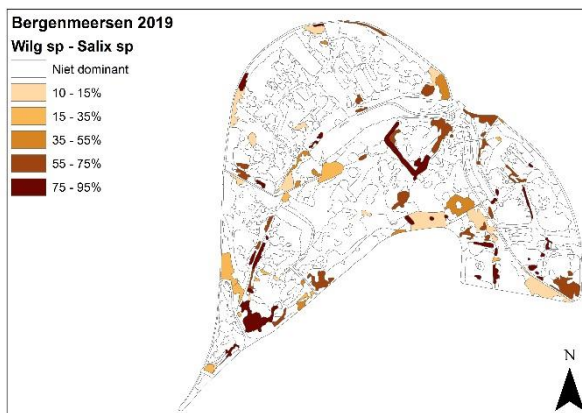 Bergenmeersen 2019
Wilg sp - Salix sp
Niet dominant
10 - 15%
15 - 35%
35 - 55%
55 - 75%
75 - 95%
N